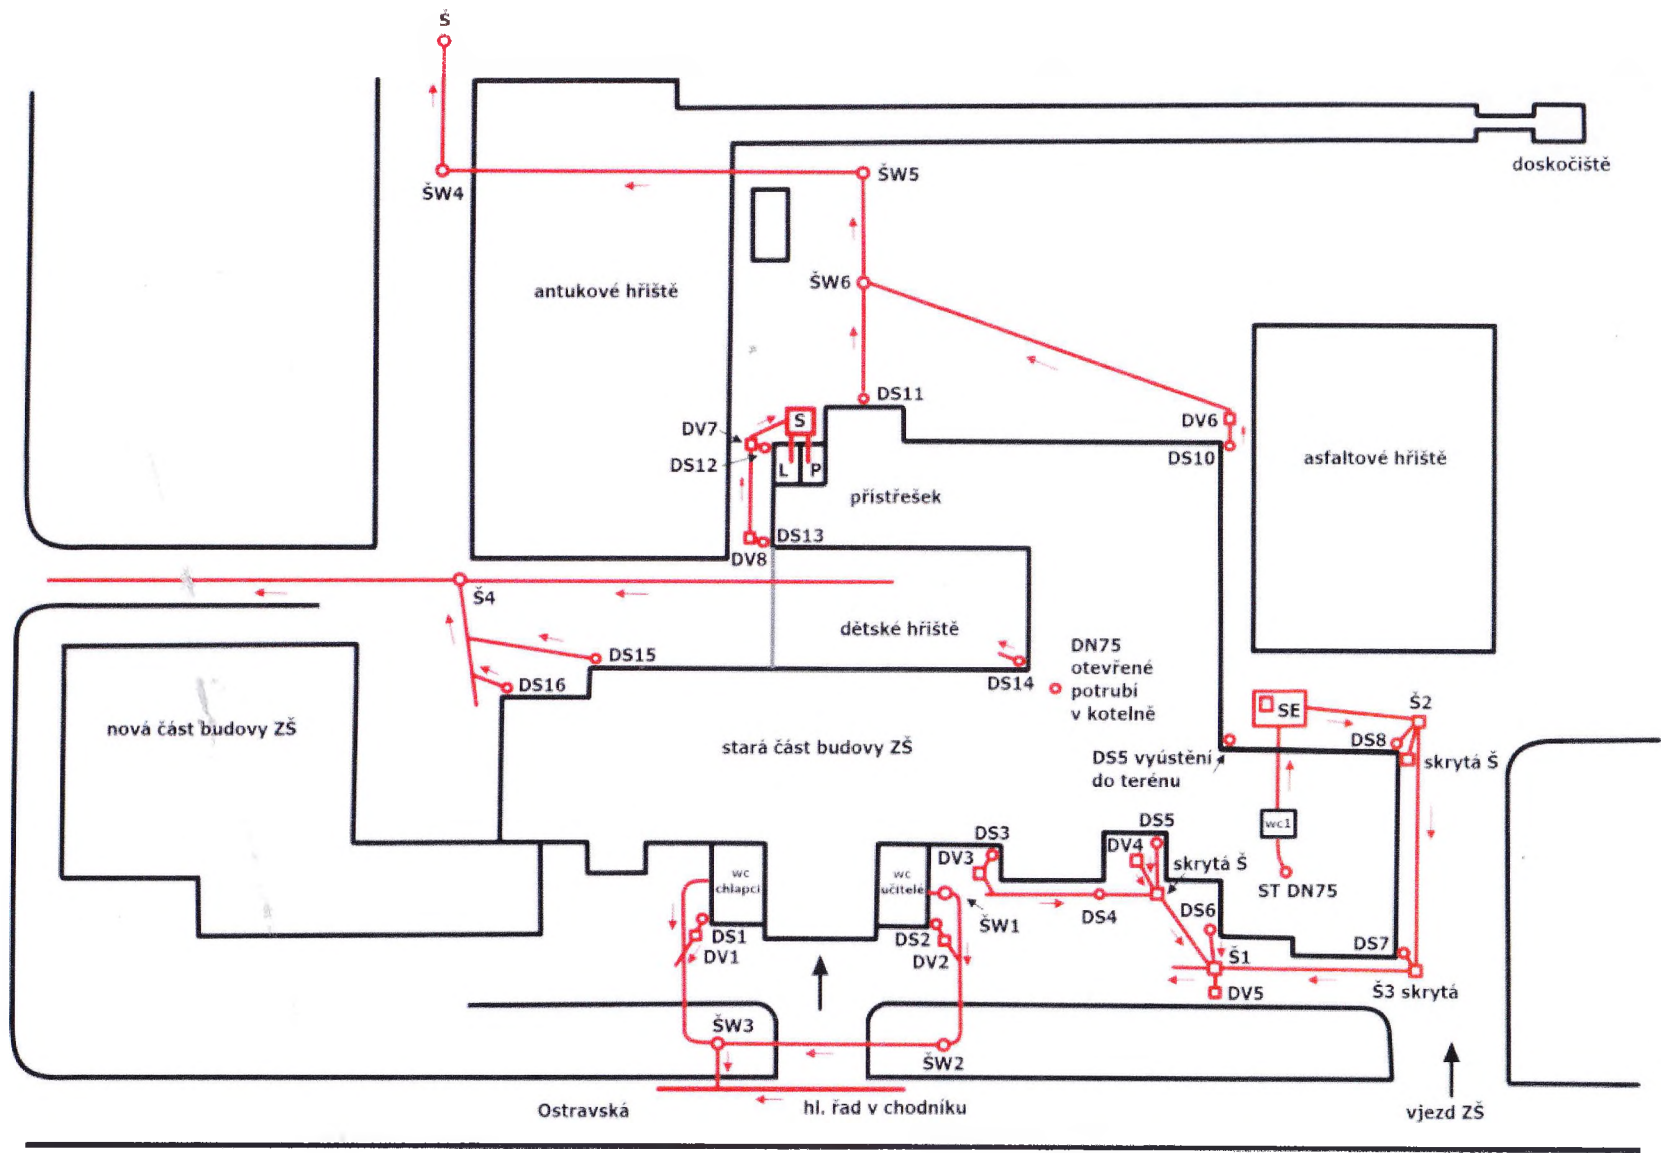 Š
ŠW4
ŠW5
doskočiště
antukové hřiště
ŠW6
DS11
DV7
S
DV6
DS12
L
P
DS10
asfaltové hřiště
přístřešek
DS13
DV8
Š4
dětské hřiště
DS15
DS16
DS14
DN75
otevřené
potrubí
v kotelně
nová část budovy ZŠ
stará část budovy ZŠ
SE
Š2
DS8
skrytá Š
DS5 vyústění
do terénu
wc1
ST DN75
DS3
DV3
DS5
DV4
skrytá Š
wc
chlapci
wc
učitelé
ŠW1
DS4
DS6
DS1
DV1
DS2
DV2
Š1
DS7
DV5
Š3 skrytá
ŠW3
ŠW2
Ostravská
hl. řad v chodníku
vjezd ZŠ